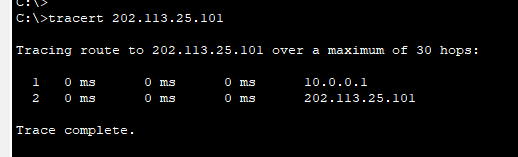 C:\>
C:\>tracert 202.113.25.101
Tracing route to 202.113.25.101 over a maximum of 30 hops:
1 0 ms 0 ms 0 ms 10.0.0.1
2 0 ms 0 ms 0 ms 202.113.25.101
Trace complete.